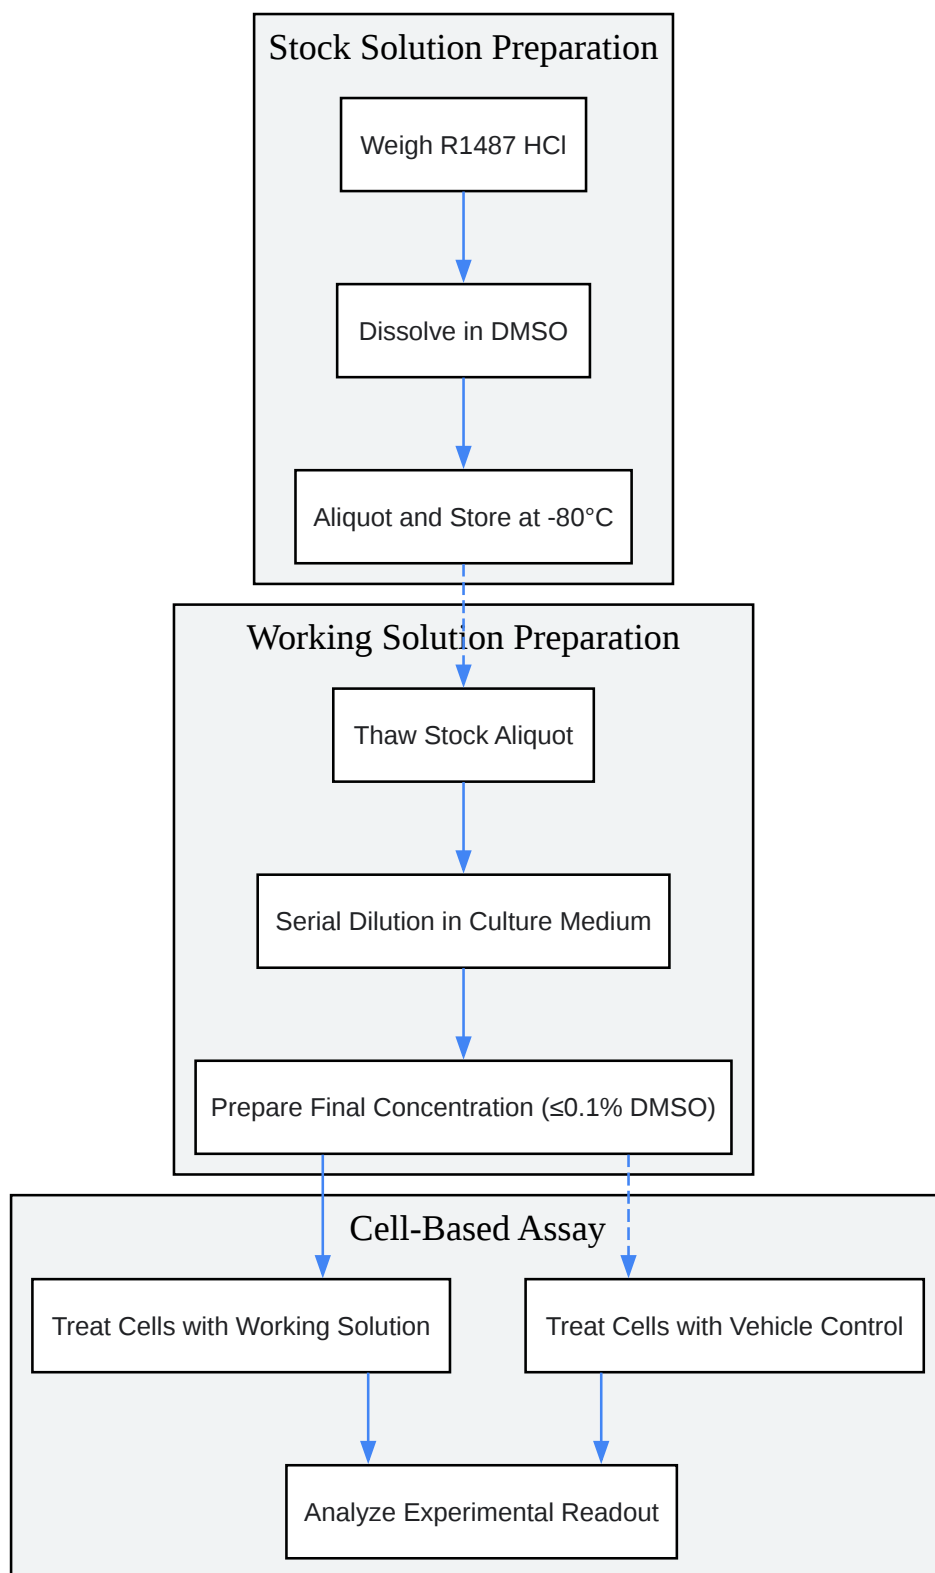 Stock Solution Preparation
Weigh R1487 HCl
Dissolve in DMSO
Aliquot and Store at -80°C
Working Solution Preparation
Thaw Stock Aliquot
Serial Dilution in Culture Medium
Prepare Final Concentration (≤0.1% DMSO)
Cell-Based Assay
Treat Cells with Working Solution
Treat Cells with Vehicle Control
Analyze Experimental Readout